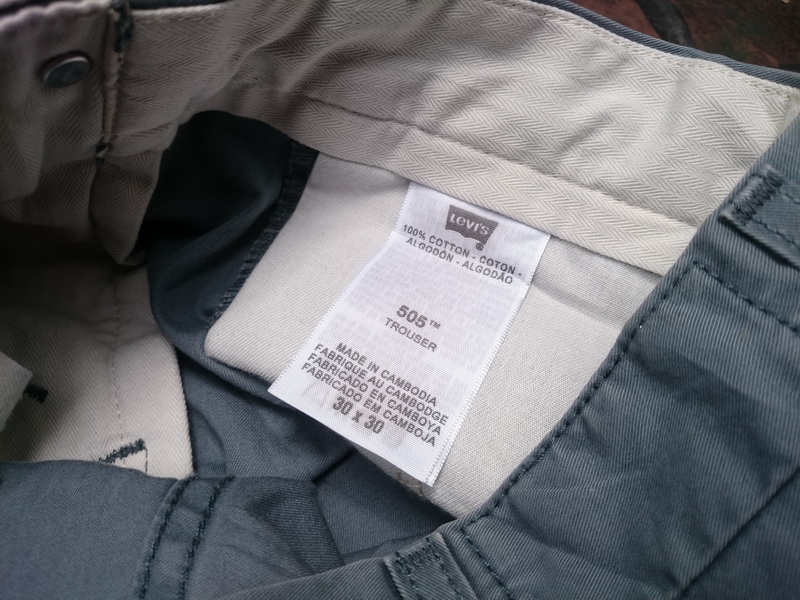 Levi's
®
100% COTTON - COTON -
ALGODÓN - ALGODÃO
505™
TROUSER
MADE IN CAMBODIA
FABRIQUE AU CAMBODGE
FABRICADO EN CAMBOYA
FABRICADO EM CAMBOJA
30 x 30